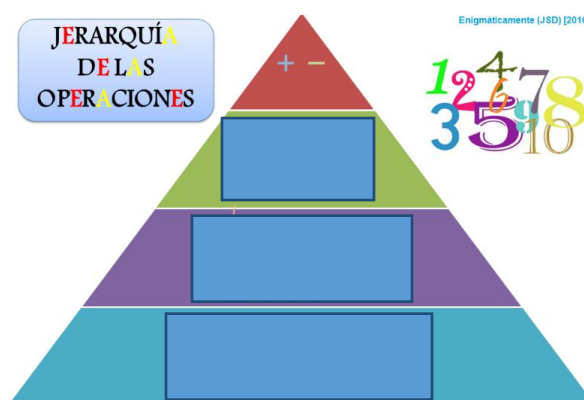 JERARQUÍA
DE LAS
OPERACIONES
Enigmáticamente (JSD) [2016
+ −
1 2 4 6 7 8
3 5 9 10